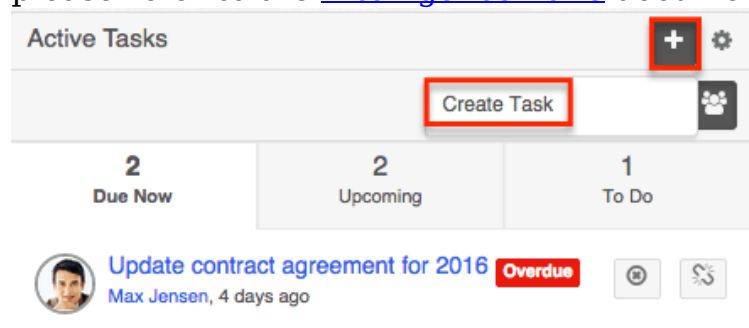 Active Tasks
+
Create Task
2
Due Now
2
Upcoming
1
To Do
Update contract agreement for 2016 Overdue
Max Jensen, 4 days ago